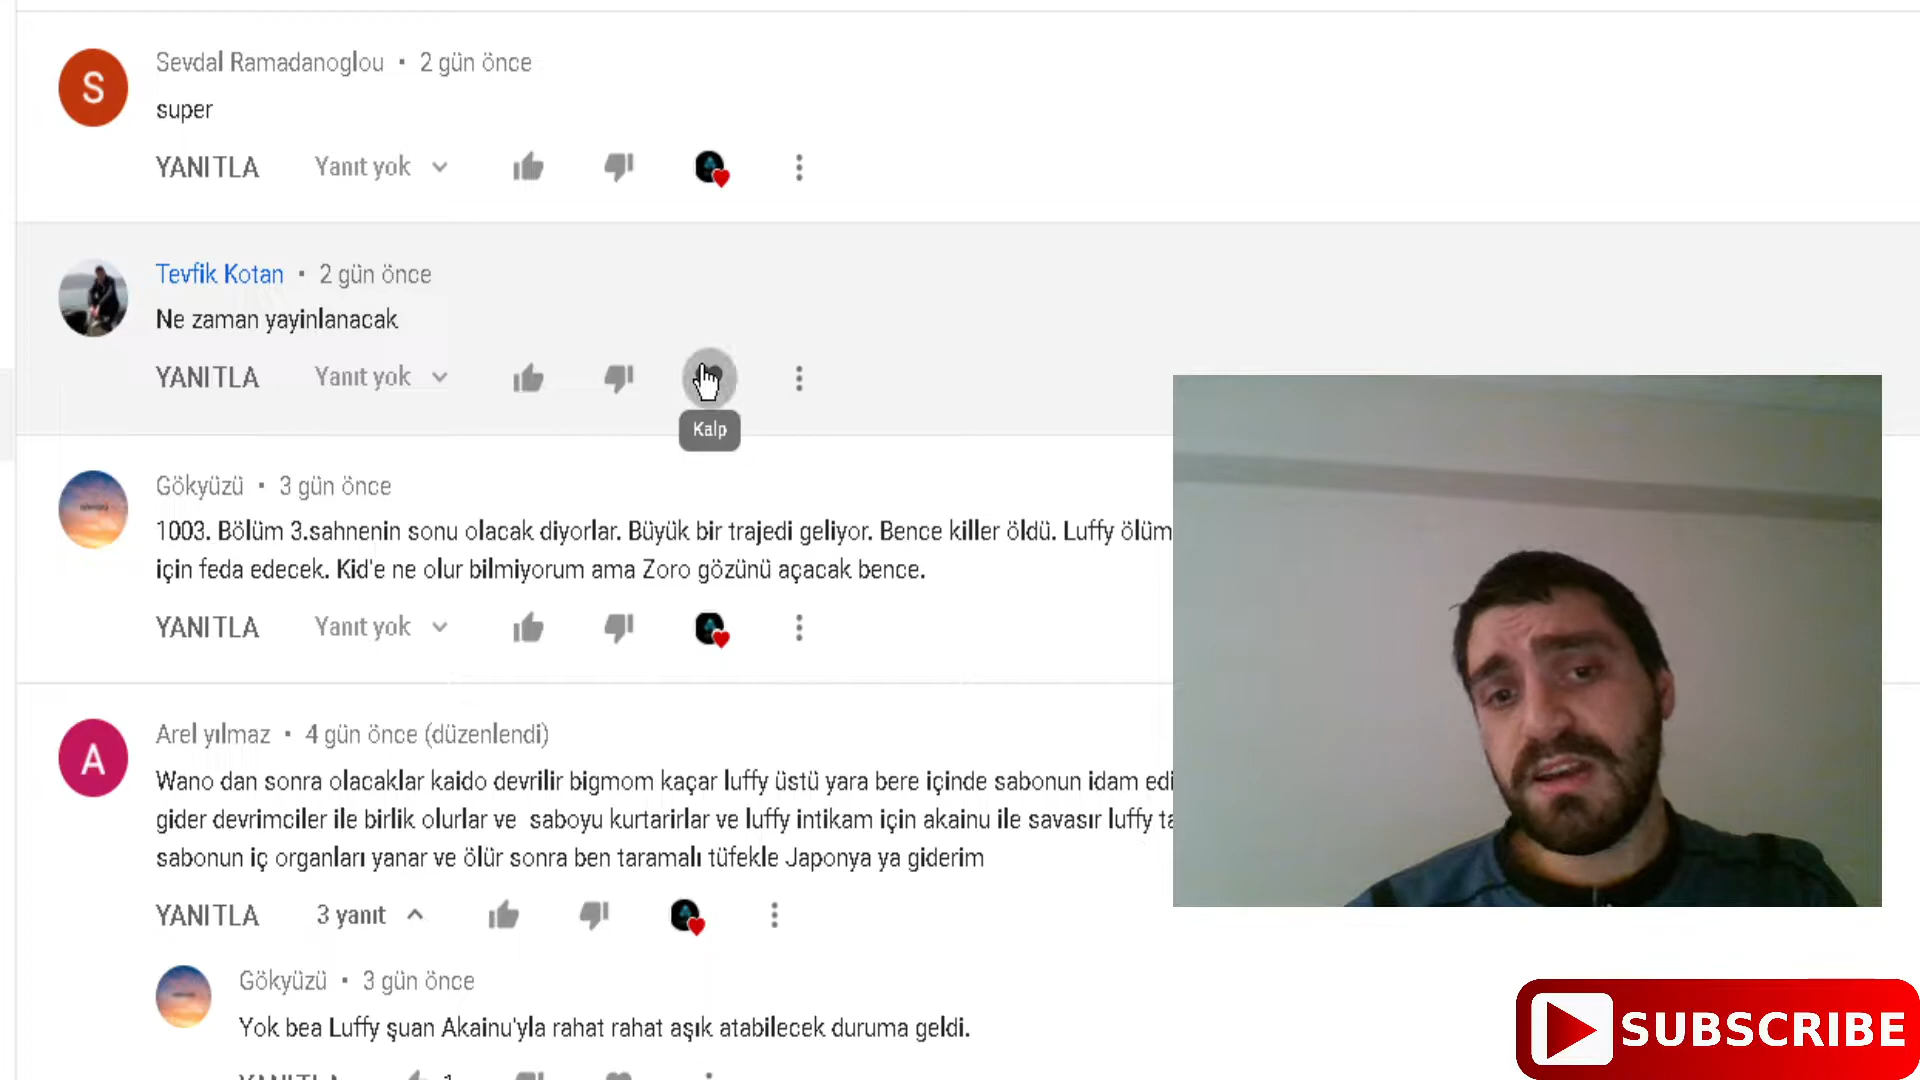 Sevdal Ramadanoglou • 2 gün önce
S
super
YANITLA Yanıt yok
Tevfik Kotan • 2 gün önce
Ne zaman yayinlanacak
YANITLA Yanıt yok
Kalp
Gökyüzü • 3 gün önce
1003. Bölüm 3.sahnenin sonu olacak diyorlar. Büyük bir trajedi geliyor. Bence killer öldü. Luffy ölüm
için feda edecek. Kid'e ne olur bilmiyorum ama Zoro gözünü açacak bence.
YANITLA Yanıt yok
Arel yılmaz • 4 gün önce (düzenlendi)
A
Wano dan sonra olacaklar kaido devrilir bigmom kaçar luffy üstü yara bere içinde sabonun idam edi
gider devrimciler ile birlik olurlar ve saboyu kurtarirlar ve luffy intikam için akainu ile savasır luffy ta
sabonun iç organları yanar ve ölür sonra ben taramalı tüfekle Japonya ya giderim
YANITLA 3 yanıt
Gökyüzü • 3 gün önce
Yok bea Luffy şuan Akainu'yla rahat rahat aşık atabilecek duruma geldi.
YANITLA 1
SUBSCRIBE